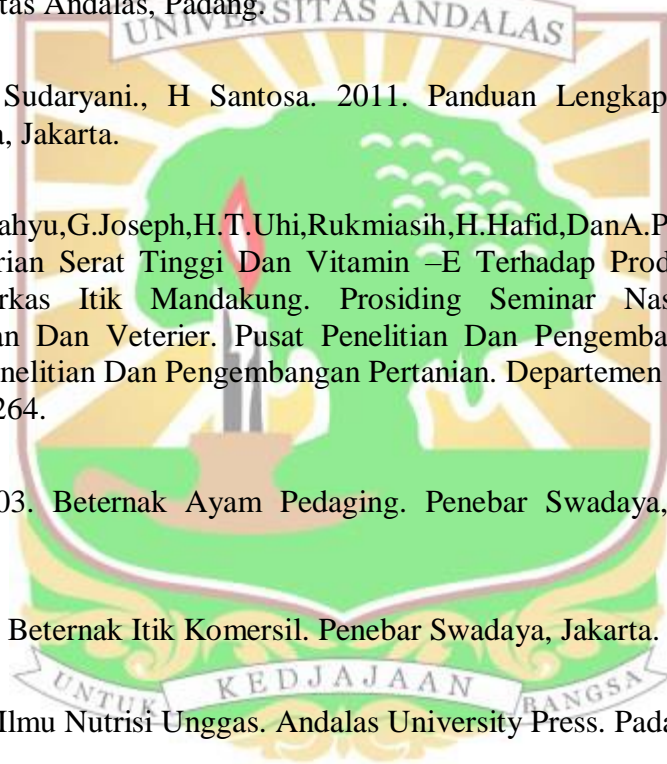 tas Andalas, Padang.
UNIVERSITAS ANDALAS
Sudaryani., H Santosa. 2011. Panduan Lengkap
a, Jakarta.
ahyu,G.Joseph,H.T.Uhi,Rukmiasih,H.Hafid,DanA.P
rian Serat Tinggi Dan Vitamin –E Terhadap Prod
rkas Itik Mandakung. Prosiding Seminar Nas
an Dan Veterier. Pusat Penelitian Dan Pengemba
nelitian Dan Pengembangan Pertanian. Departemen
264.
03. Beternak Ayam Pedaging. Penebar Swadaya,
Beternak Itik Komersil. Penebar Swadaya, Jakarta.
UNTUK KEDJAJAAN BANGSA
Ilmu Nutrisi Unggas. Andalas University Press. Pada